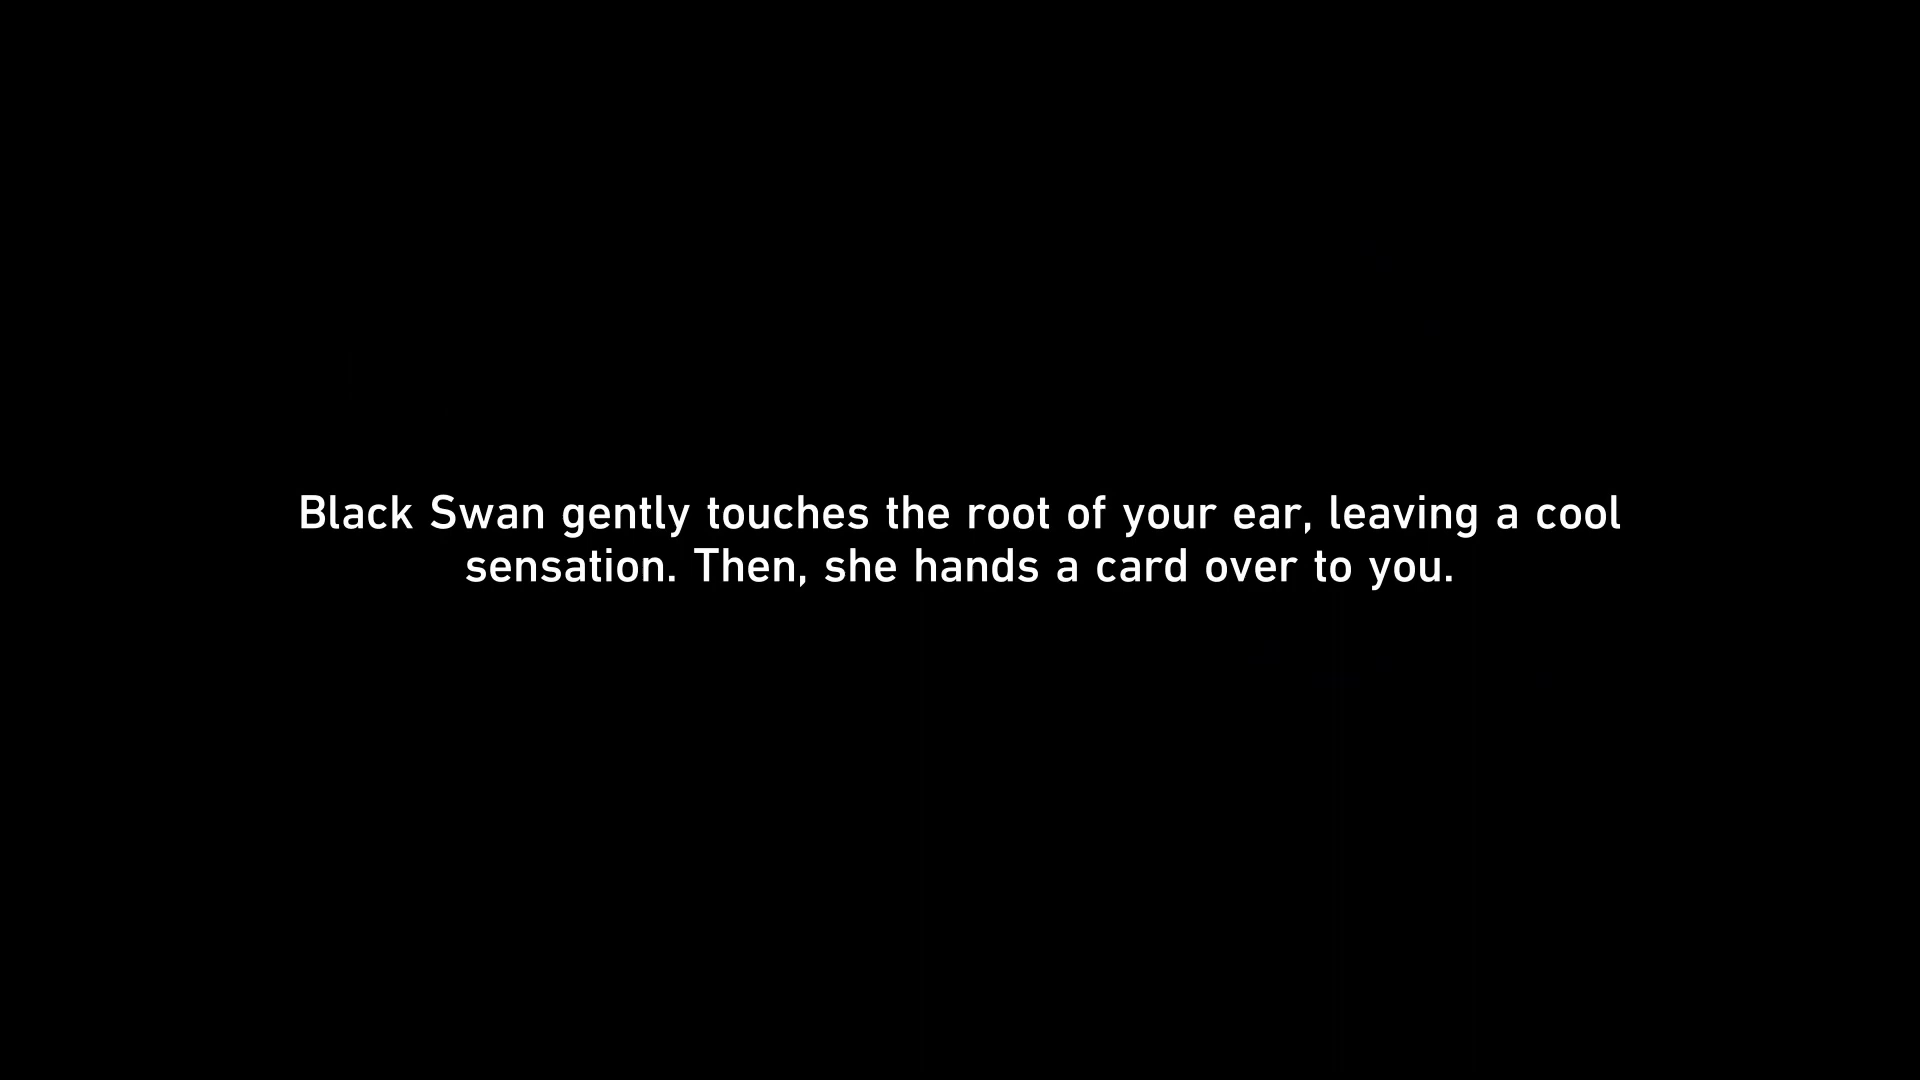 Black Swan gently touches the root of your ear, leaving a cool
sensation. Then, she hands a card over to you.